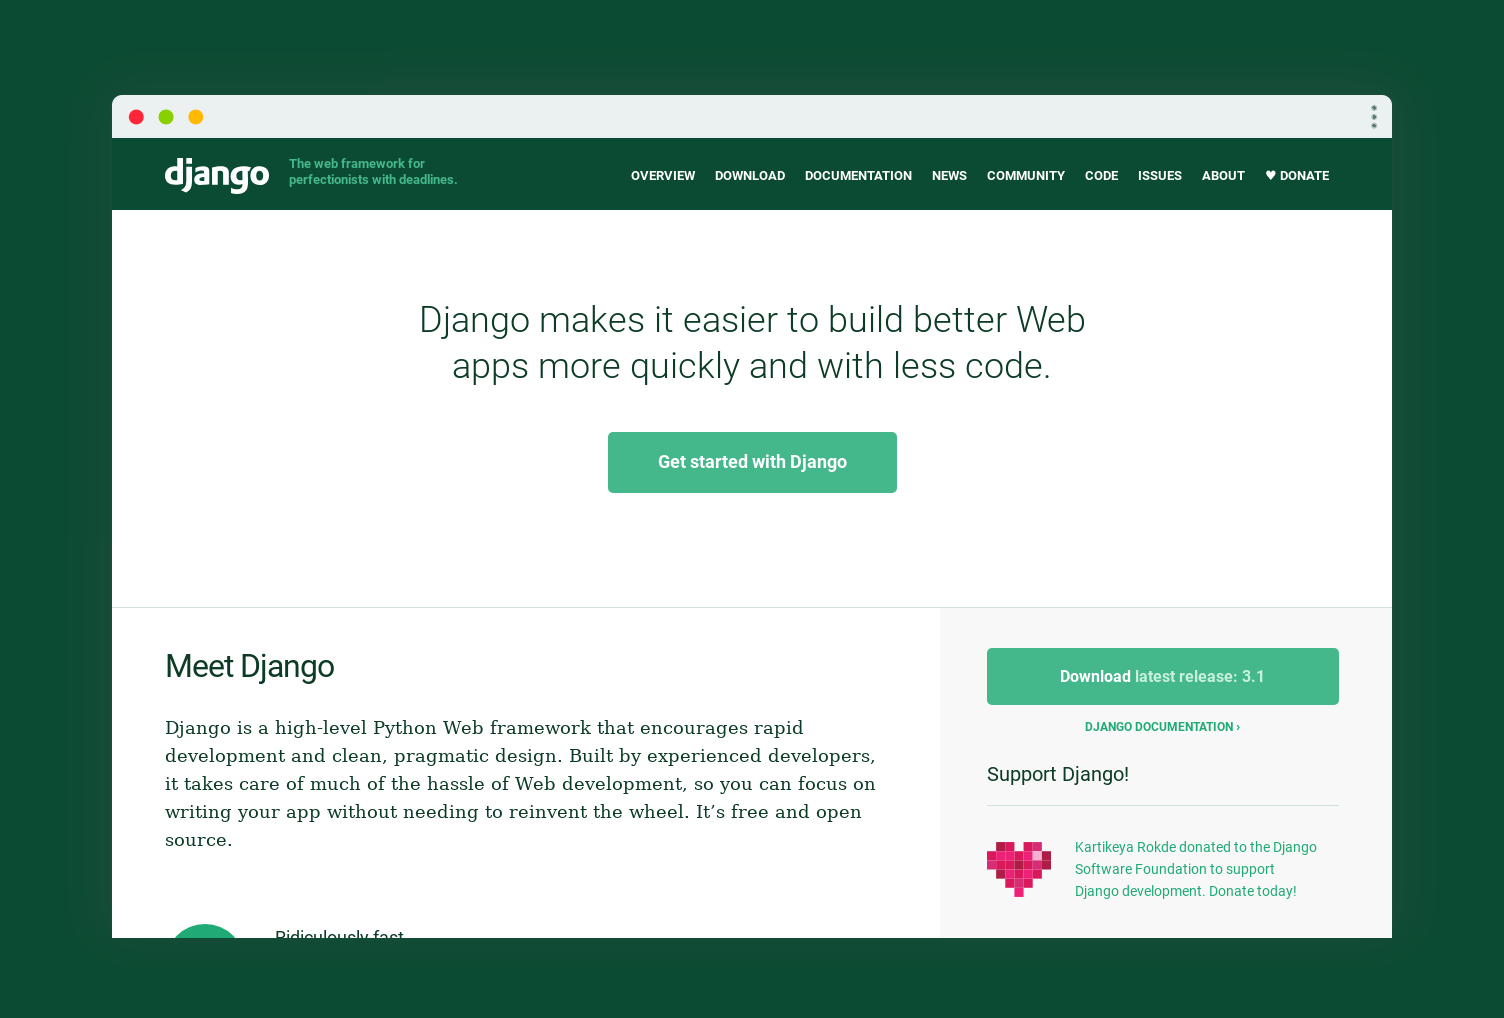 django
The web framework for
perfectionists with deadlines.
OVERVIEW DOWNLOAD DOCUMENTATION NEWS COMMUNITY CODE ISSUES ABOUT ♥ DONATE
Django makes it easier to build better Web
apps more quickly and with less code.
Get started with Django
Meet Django
Django is a high-level Python Web framework that encourages rapid
development and clean, pragmatic design. Built by experienced developers,
it takes care of much of the hassle of Web development, so you can focus on
writing your app without needing to reinvent the wheel. It’s free and open
source.
Ridiculously fast.
Download latest release: 3.1
DJANGO DOCUMENTATION ›
Support Django!
Kartikeya Rokde donated to the Django
Software Foundation to support
Django development. Donate today!